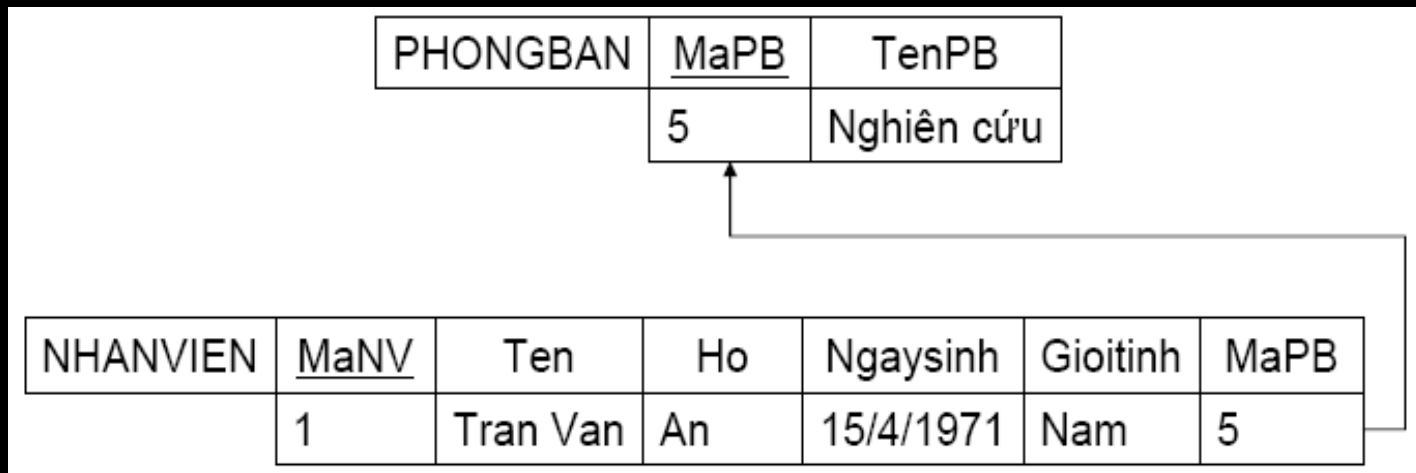 PHONGBAN MaPB TenPB
5 Nghiên cứu
NHANVIEN MaNV Ten Ho Ngaysinh Gioitinh MaPB
1 Tran Van An 15/4/1971 Nam 5